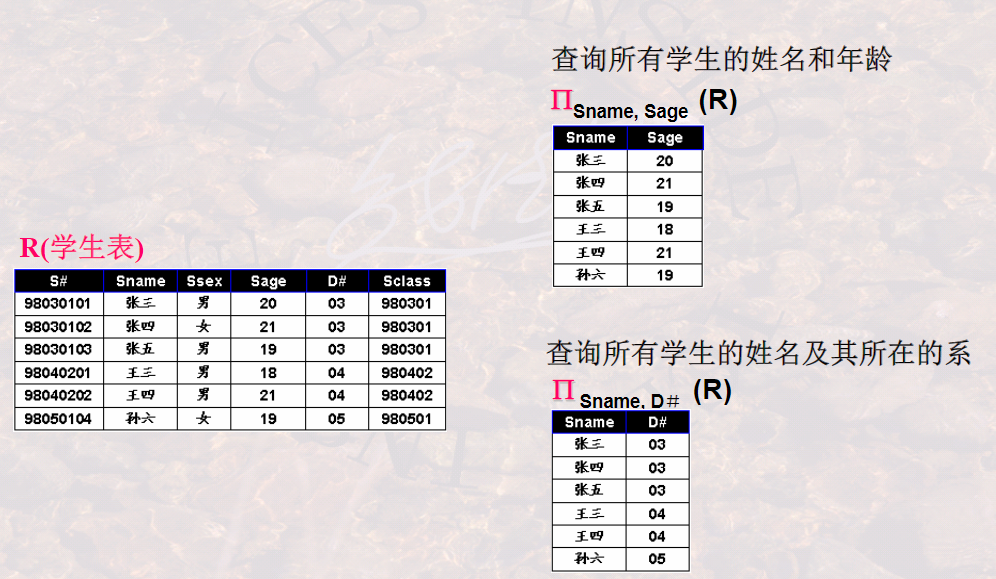 R(学生表)
S# Sname Ssex Sage D# Sclass
98030101 张三 男 20 03 980301
98030102 张四 女 21 03 980301
98030103 张五 男 19 03 980301
98040201 王三 男 18 04 980402
98040202 王四 男 21 04 980402
98050104 孙六 女 19 05 980501
查询所有学生的姓名和年龄
Π Sname, Sage (R)
Sname Sage
张三 20
张四 21
张五 19
王三 18
王四 21
孙六 19
查询所有学生的姓名及其所在的系
Π Sname, D# (R)
Sname D#
张三 03
张四 03
张五 03
王三 04
王四 04
孙六 05